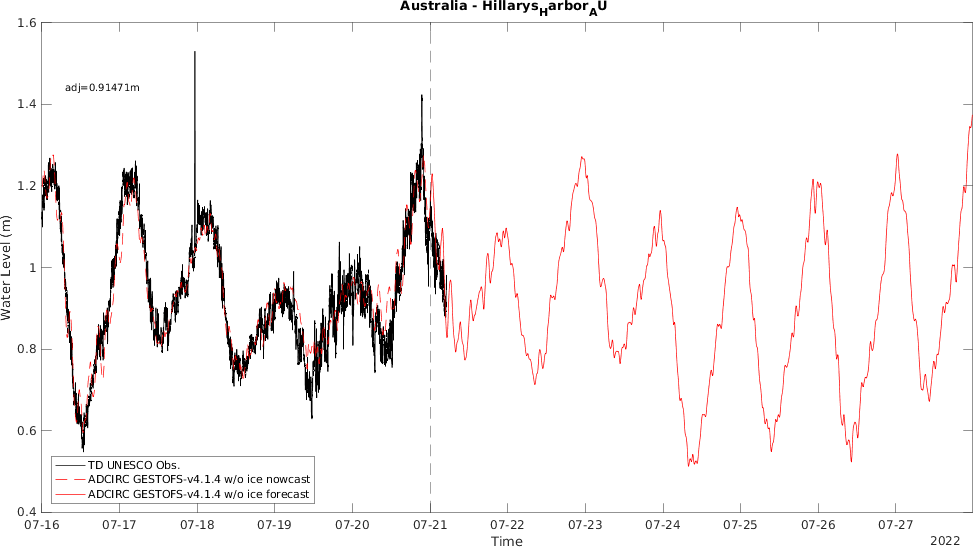 Australia - Hillarys_Harbor_AU
1.6
adj=0.91471m
1.4
1.2
1
0.8
0.6
0.4
Water Level (m)
TD UNESCO Obs.
ADCIRC GESTOFS-v4.1.4 w/o ice nowcast
ADCIRC GESTOFS-v4.1.4 w/o ice forecast
07-16 07-17 07-18 07-19 07-20 07-21 07-22 07-23 07-24 07-25 07-26 07-27
Time
2022